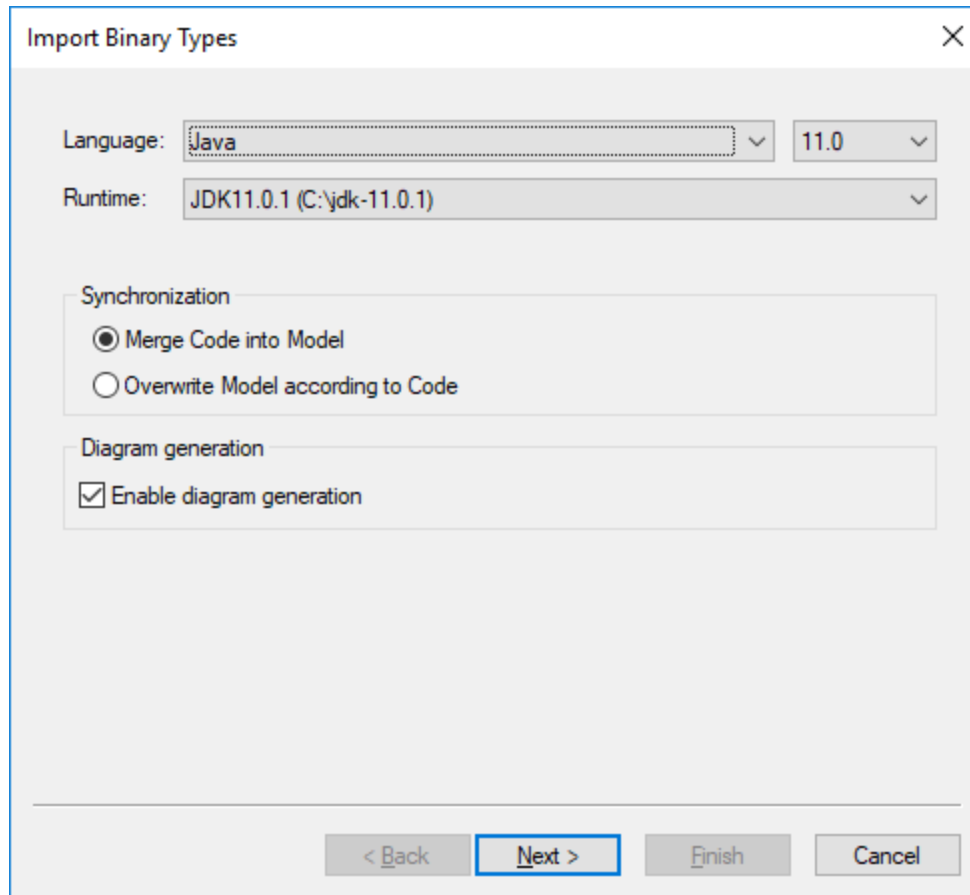 Import Binary Types
Language: Java 11.0
Runtime: JDK11.0.1 (C:\jdk-11.0.1)
Synchronization
Merge Code into Model
Overwrite Model according to Code
Diagram generation
Enable diagram generation
< Back Next > Finish Cancel